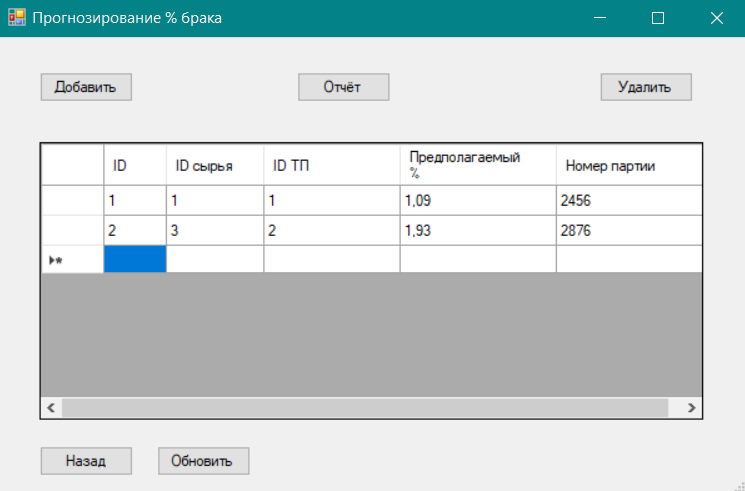 Прогнозирование % брака
Добавить Отчёт Удалить
ID ID сырья ID ТП Предполагаемый % Номер партии
1 1 1 1,09 2456
2 3 2 1,93 2876
Назад Обновить